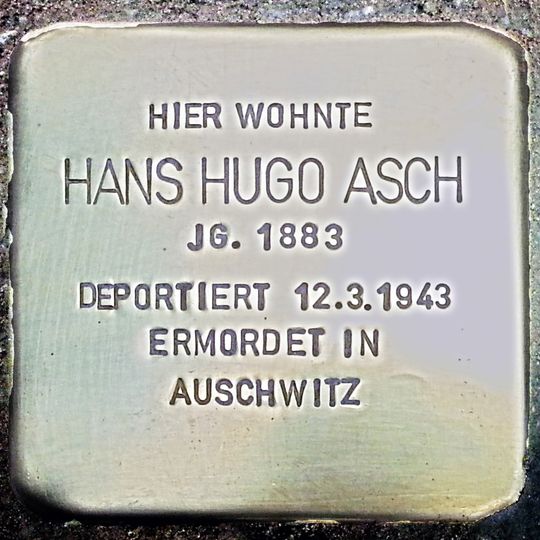 HIER WOHNTE
HANS HUGO ASCH
JG. 1883
DEPORTIERT 12.3.1943
ERMORDET IN
AUSCHWITZ